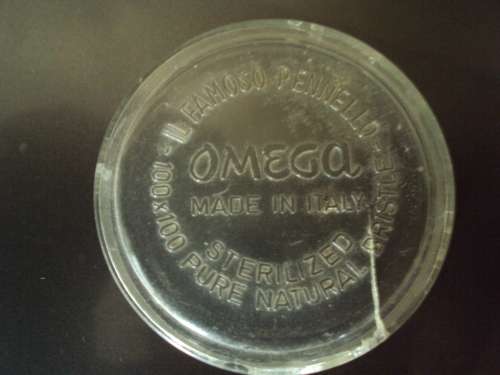 IL FAMOSO PENNELLO
OMEGA
MADE IN ITALY
STERILIZED
100x100 PURE NATURAL BRISTLE